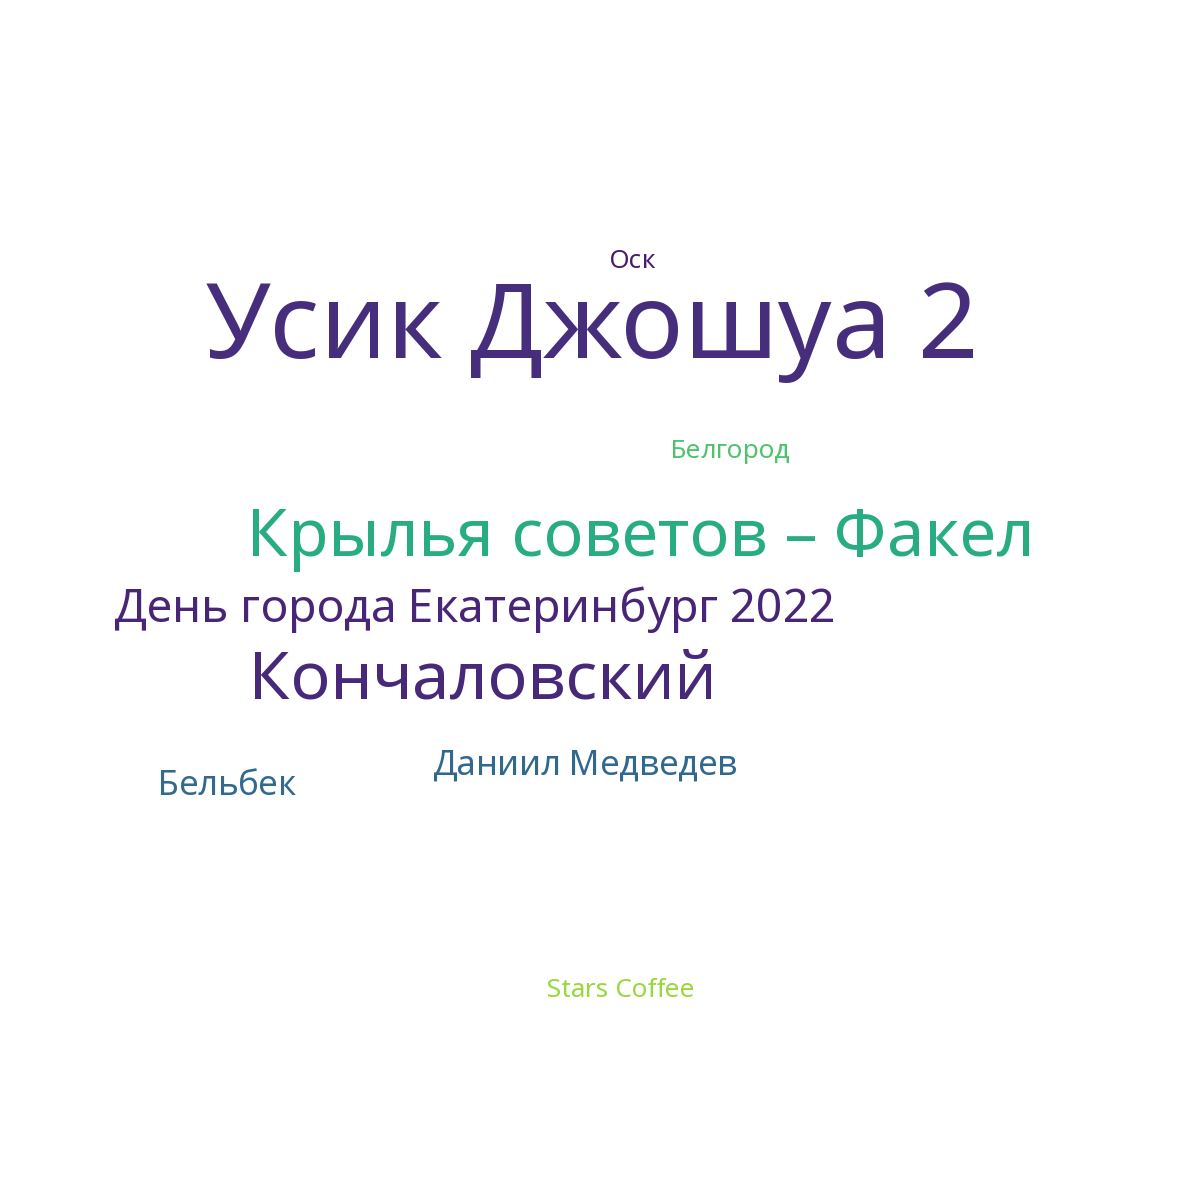 Оск
Усик Джошуа 2
Белгород
Крылья советов – Факел
День города Екатеринбург 2022
Кончаловский
Даниил Медведев
Бельбек
Stars Coffee